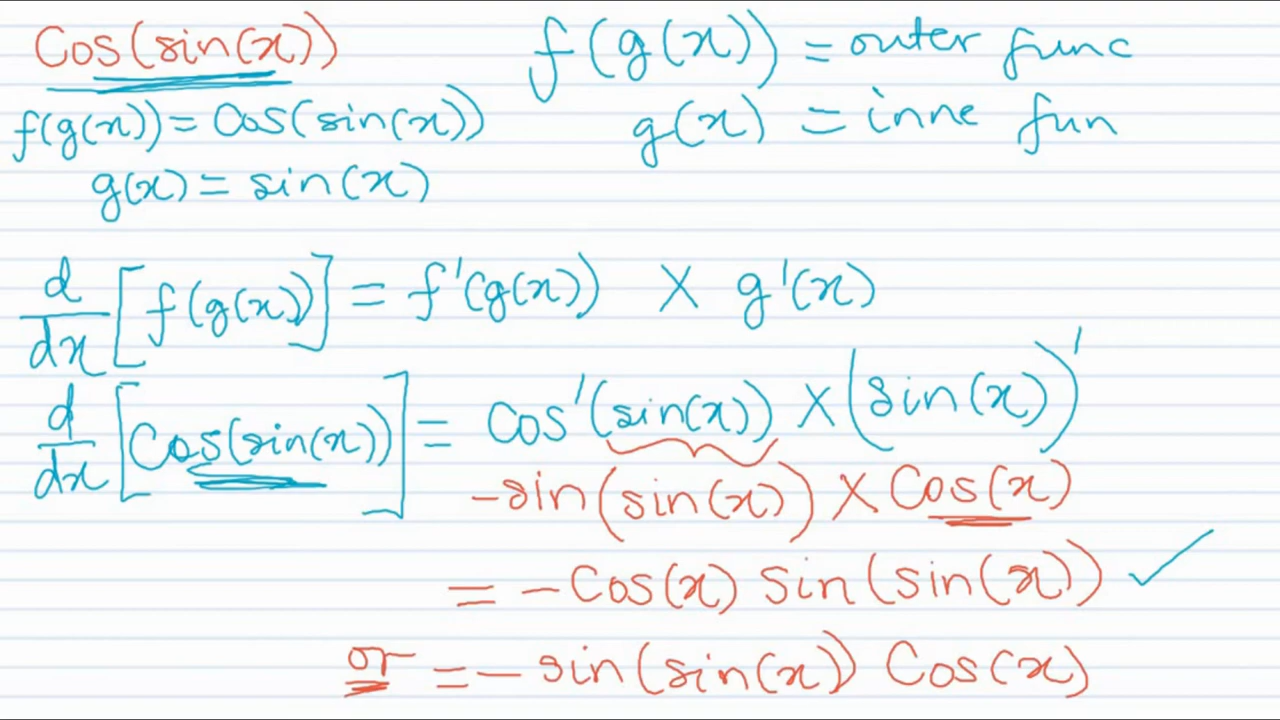 Cos(sin(x)) f(g(x)) = outer func
f(g(x)) = Cos(sin(x)) g(x) = inne fun
g(x) = sin(x)
d/dx [f(g(x))] = f'(g(x)) × g'(x)
d/dx [Cos(sin(x))] = Cos'(sin(x)) × (sin(x))'
-sin(sin(x)) × Cos(x)
= -Cos(x) Sin(sin(x)) ✓
or = - sin(sin(x)) Cos(x)